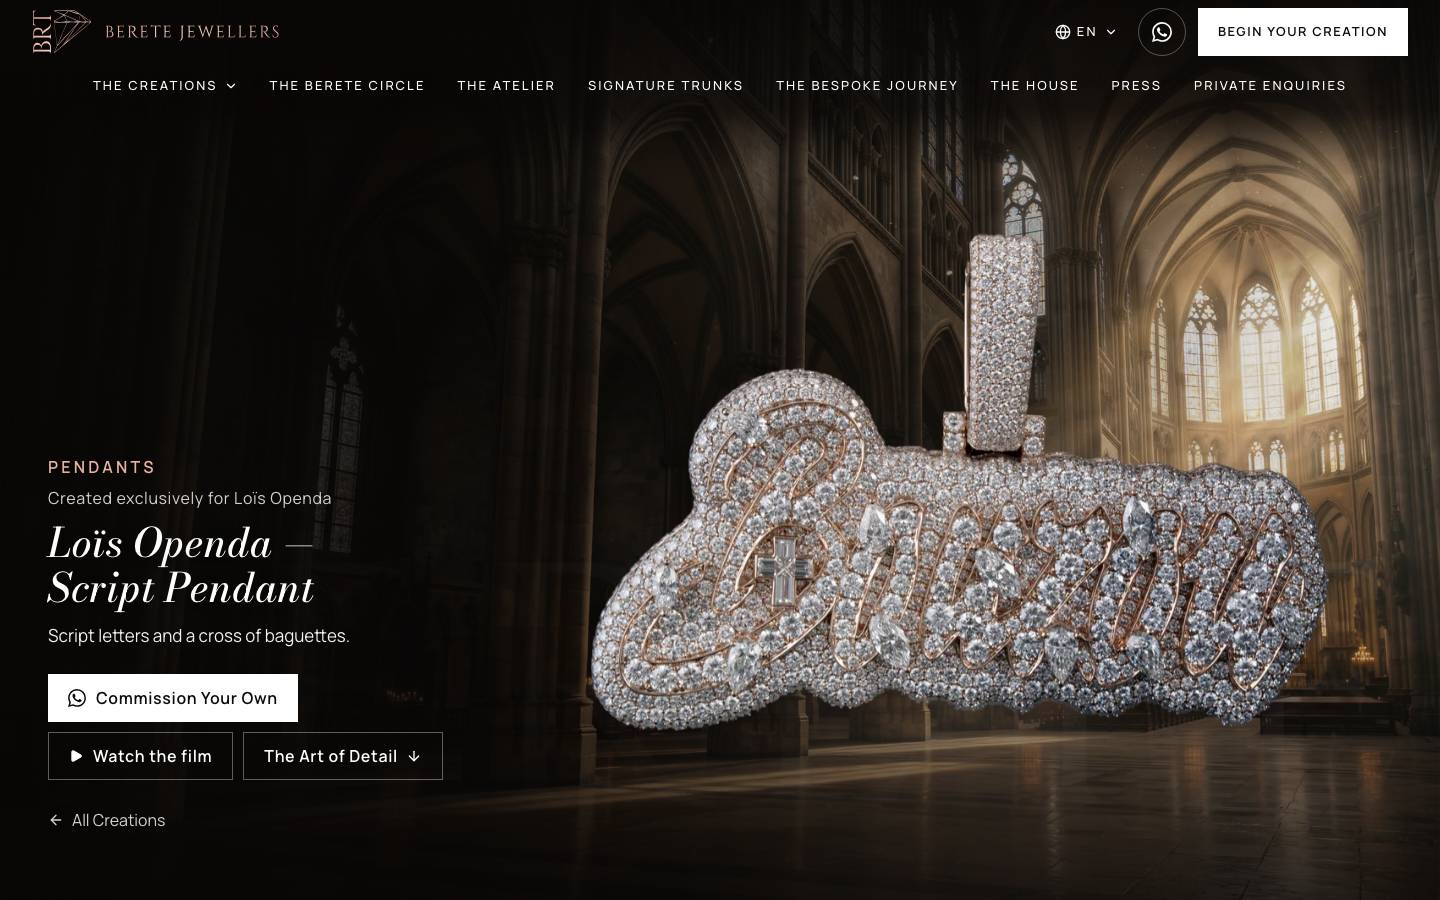 BRT BERETE JEWELLERS
EN
BEGIN YOUR CREATION
THE CREATIONS THE BERETE CIRCLE THE ATELIER SIGNATURE TRUNKS THE BESPOKE JOURNEY THE HOUSE PRESS PRIVATE ENQUIRIES
PENDANTS
Created exclusively for Loïs Openda
Loïs Openda —
Script Pendant
Script letters and a cross of baguettes.
Commission Your Own
Watch the film
The Art of Detail
All Creations